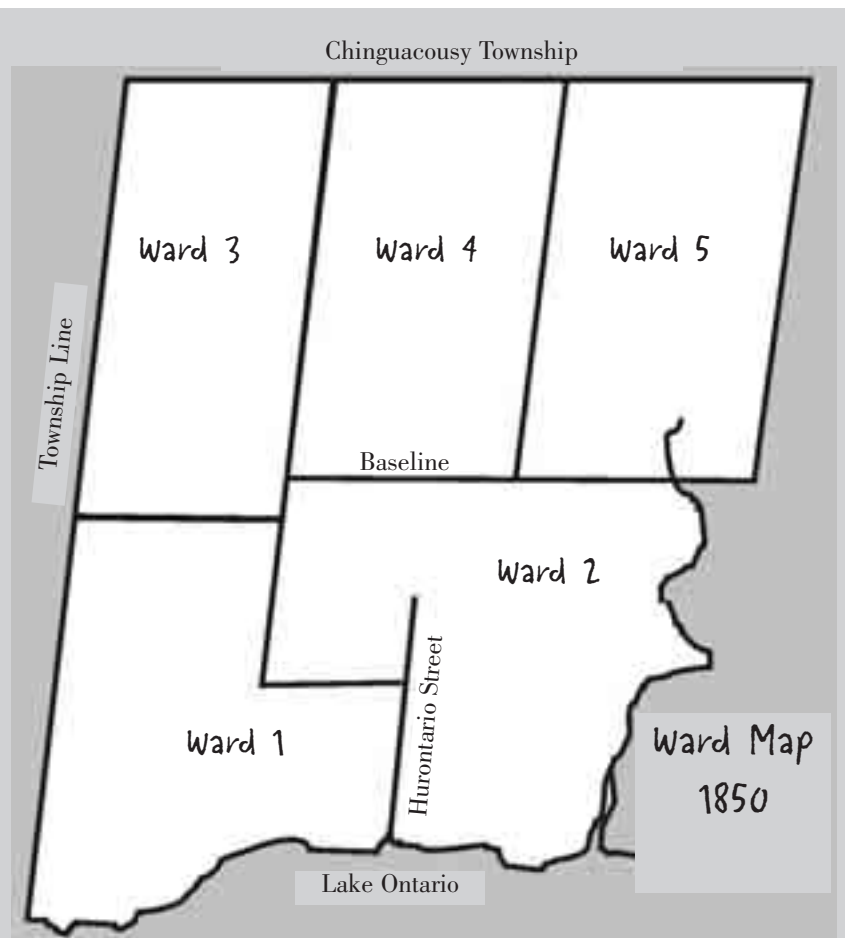 Chinguacousy Township
Ward 3
Ward 4
Ward 5
Township Line
Baseline
Ward 2
Hurontario Street
Ward 1
Ward Map
1850
Lake Ontario